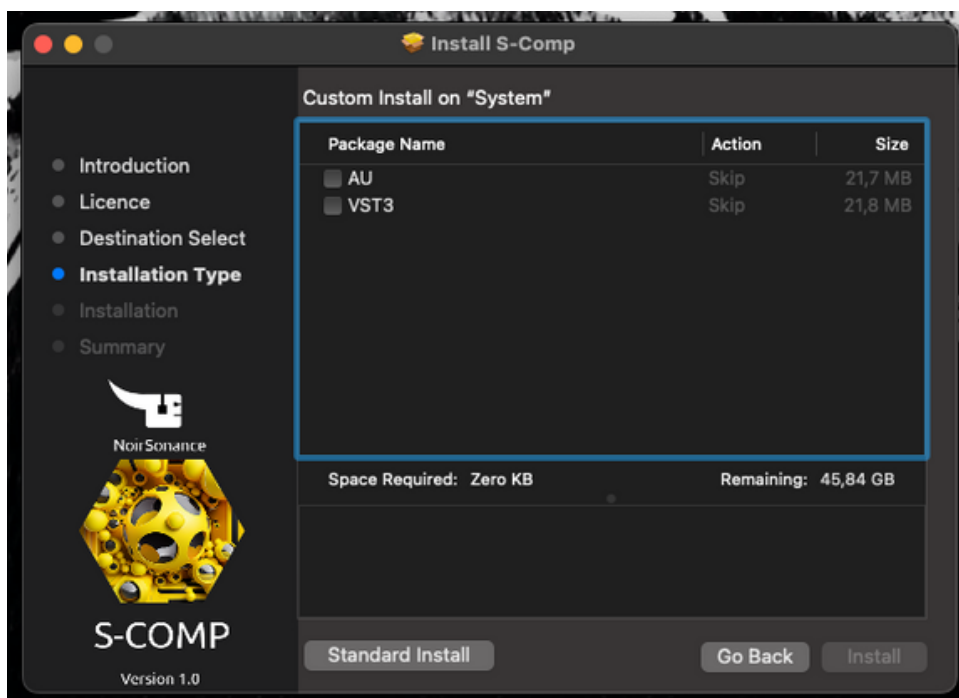 Install S-Comp
Custom Install on "System"
Introduction
Licence
Destination Select
Installation Type
Installation
Summary
NoirSonance
S-COMP
Version 1.0
Package Name Action Size
AU Skip 21,7 MB
VST3 Skip 21,8 MB
Space Required: Zero KB Remaining: 45,84 GB
Standard Install Go Back Install